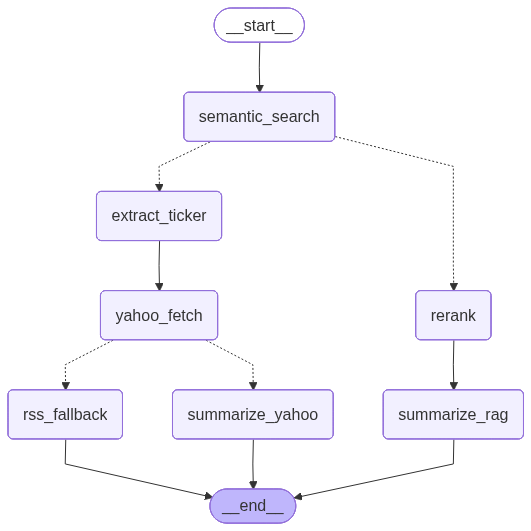 __start__
semantic_search
extract_ticker
yahoo_fetch
rerank
rss_fallback
summarize_yahoo
summarize_rag
__end__